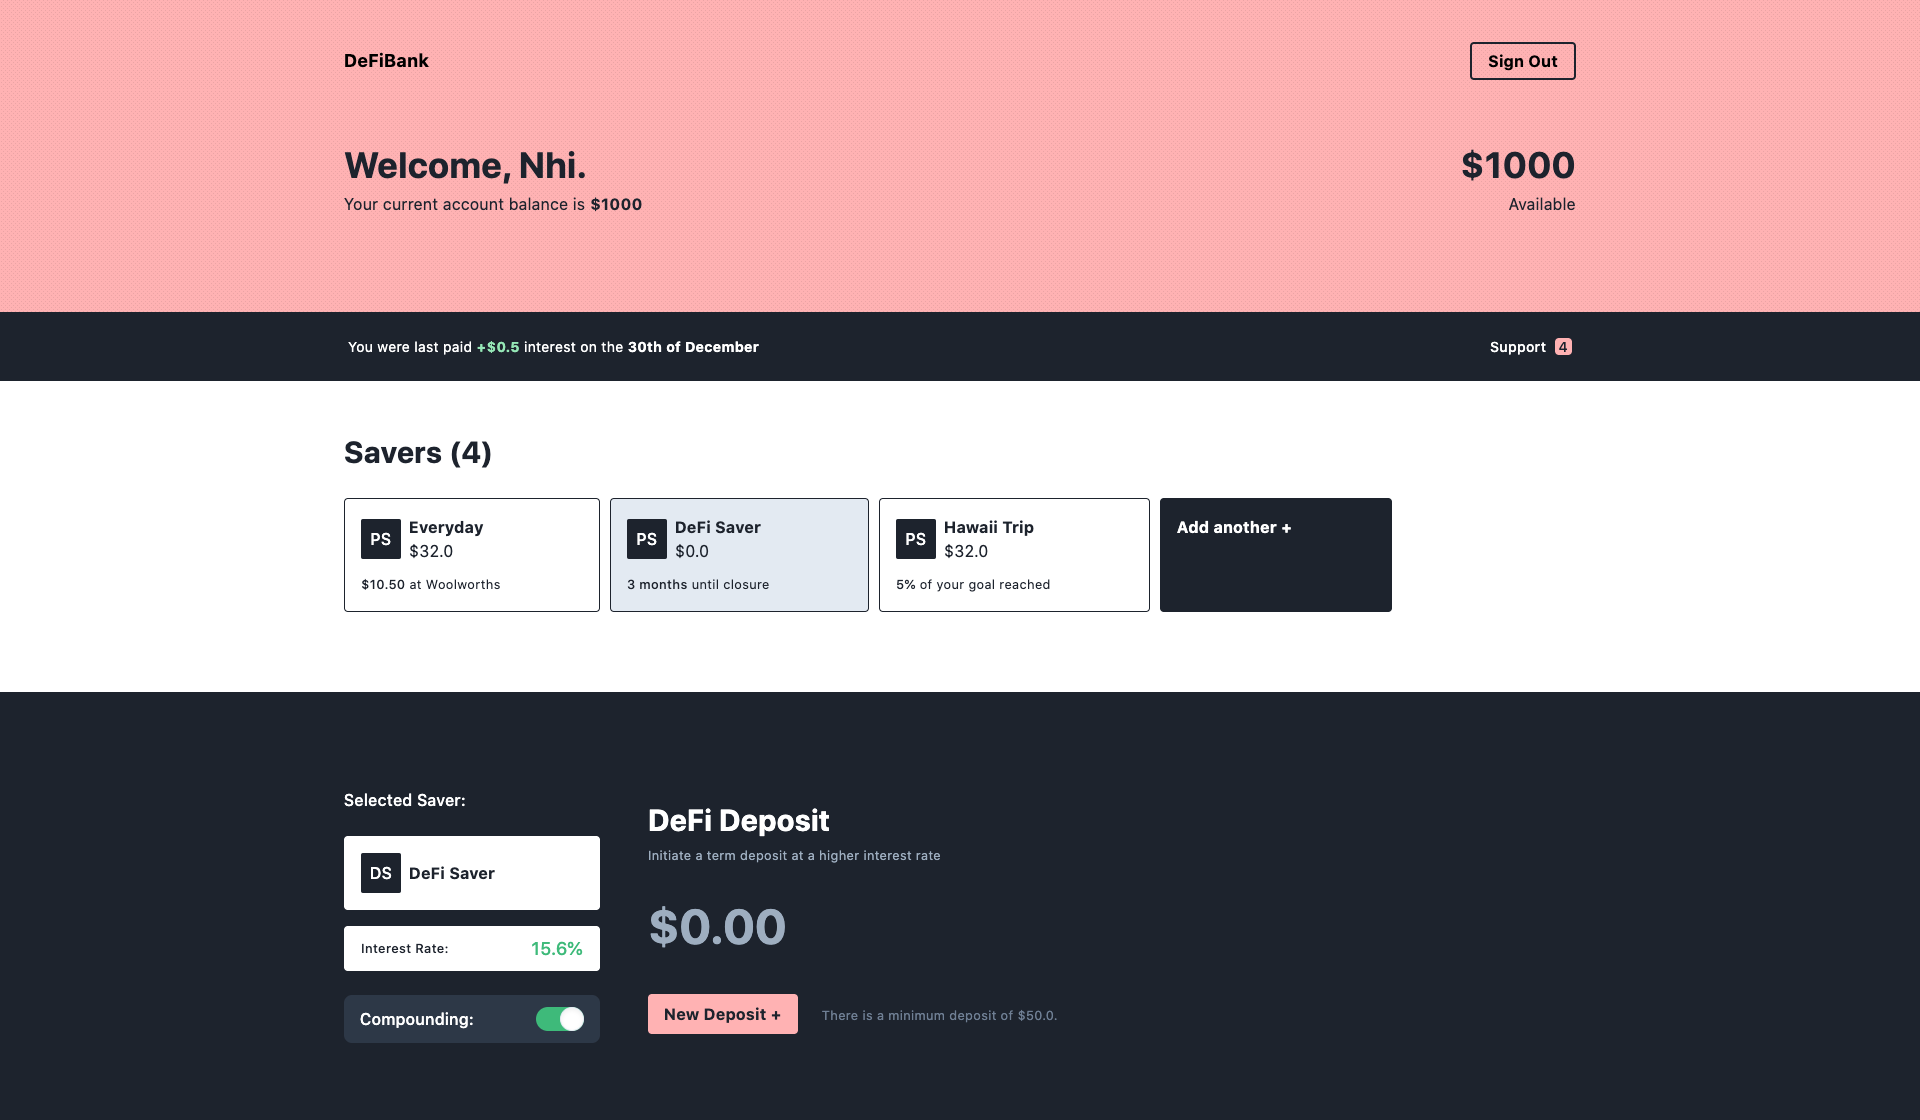 DeFiBank
Sign Out
Welcome, Nhi.
$1000
Your current account balance is $1000
Available
You were last paid +$0.5 interest on the 30th of December
Support 4
Savers (4)
PS
Everyday
$32.0
$10.50 at Woolworths
PS
DeFi Saver
$0.0
3 months until closure
PS
Hawaii Trip
$32.0
5% of your goal reached
Add another +
Selected Saver:
DS
DeFi Saver
Interest Rate:
15.6%
Compounding:
DeFi Deposit
Initiate a term deposit at a higher interest rate
$0.00
New Deposit +
There is a minimum deposit of $50.0.